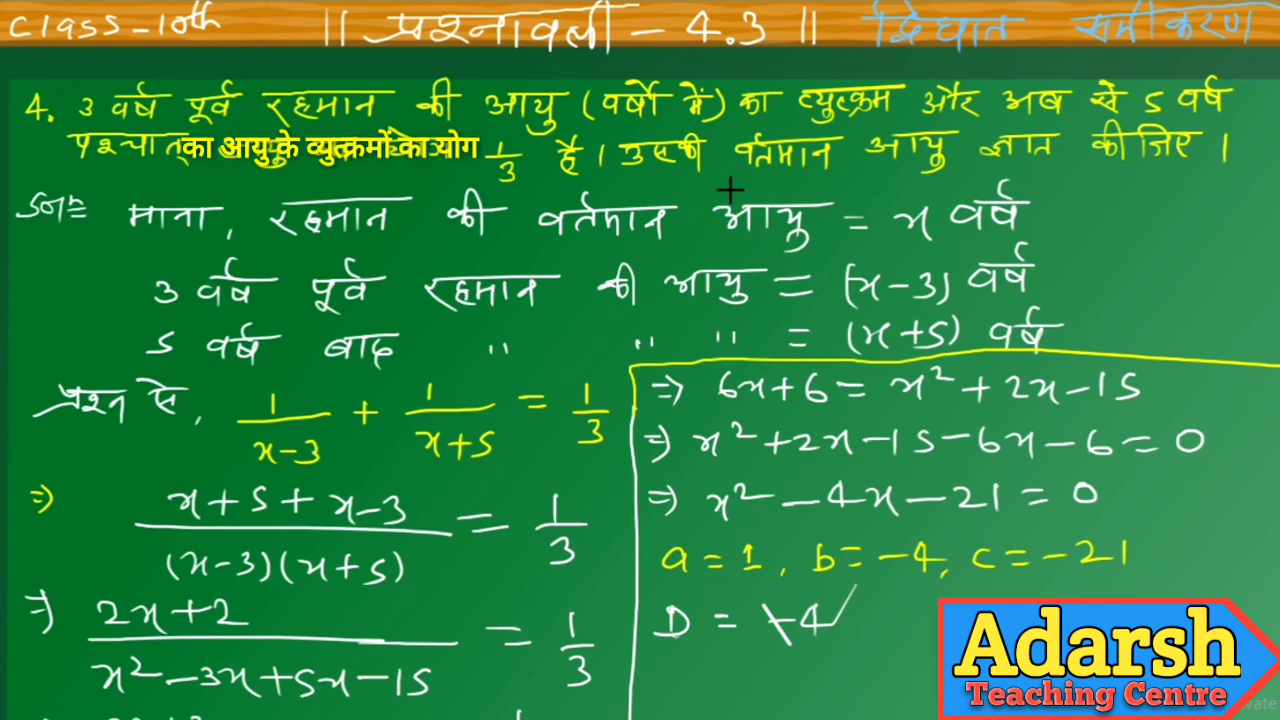 Class-10th || प्रश्नावली - 4.3 || द्विघात समीकरण
4. 3 वर्ष पूर्व रहमान की आयु (वर्षों में) का व्युत्क्रम और अब से 5 वर्ष
पश्चात् का आयु के व्युत्क्रमों का योग 1/3 है। उसकी वर्तमान आयु ज्ञात कीजिए।
माना, रहमान की वर्तमान आयु = x वर्ष
3 वर्ष पूर्व रहमान की आयु = (x-3) वर्ष
5 वर्ष बाद " " " = (x+5) वर्ष
प्रश्न से, 1/(x-3) + 1/(x+5) = 1/3
=> (x+5+x-3)/((x-3)(x+5)) = 1/3
=> (2x+2)/(x²-3x+5x-15) = 1/3
=> 6x+6 = x²+2x-15
=> x²+2x-15-6x-6=0
=> x²-4x-21=0
a=1, b=-4, c=-21
D = -4
Adarsh
Teaching Centre